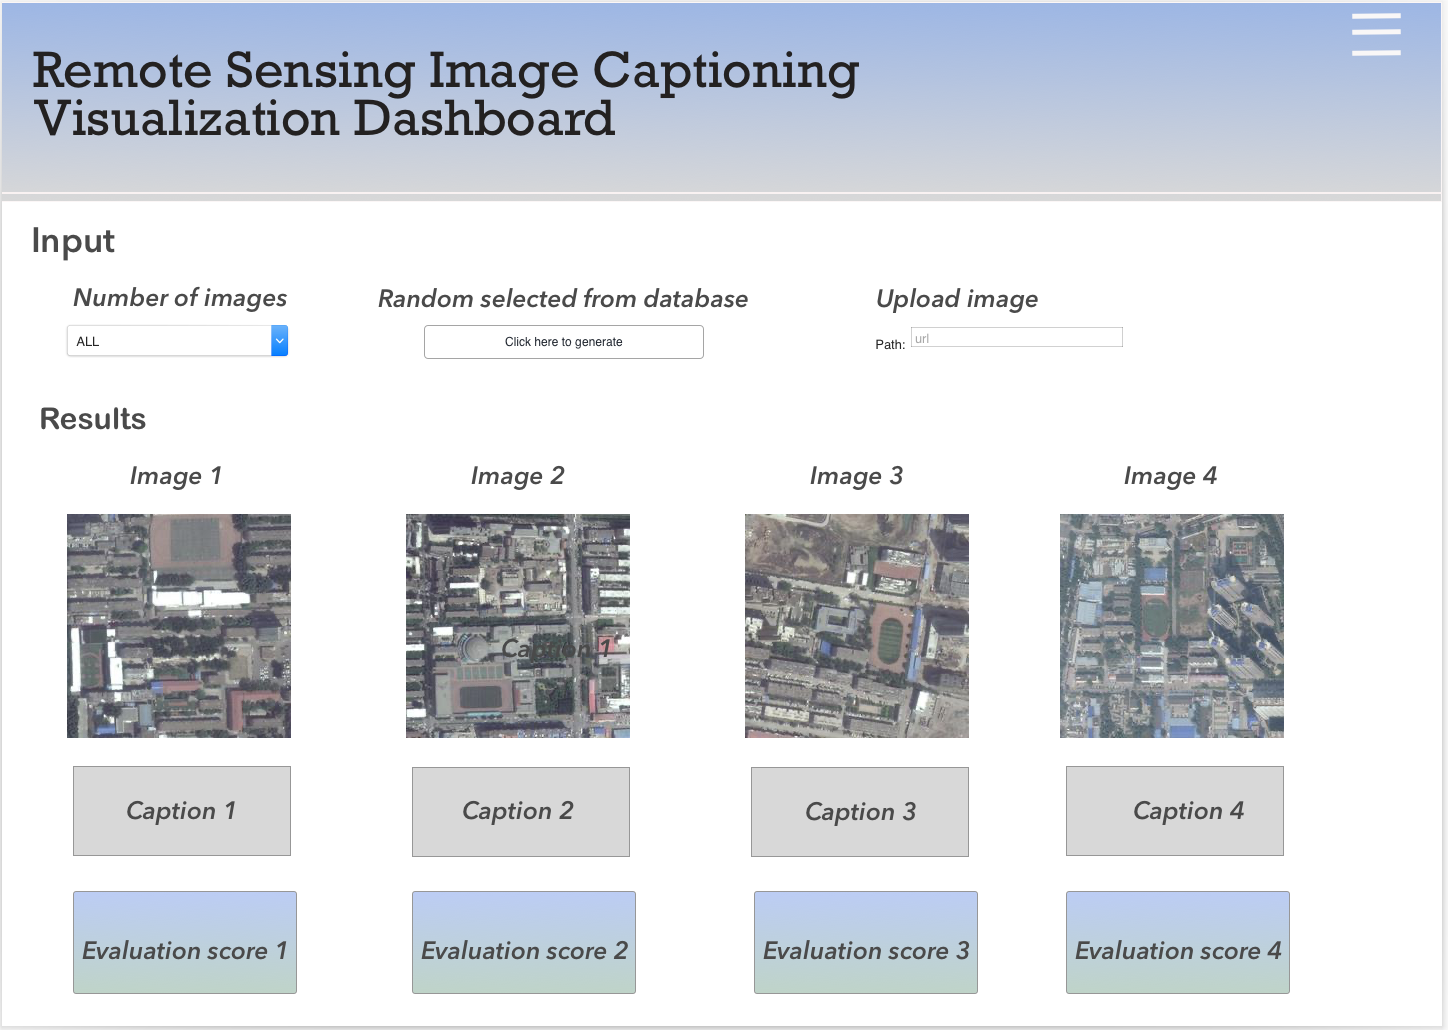 Remote Sensing Image Captioning
Visualization Dashboard
Input
Number of images
Random selected from database
Upload image
ALL
Click here to generate
Path:
url
Results
Image 1
Image 2
Image 3
Image 4
Caption 1
Caption 1
Caption 2
Caption 3
Caption 4
Evaluation score 1
Evaluation score 2
Evaluation score 3
Evaluation score 4